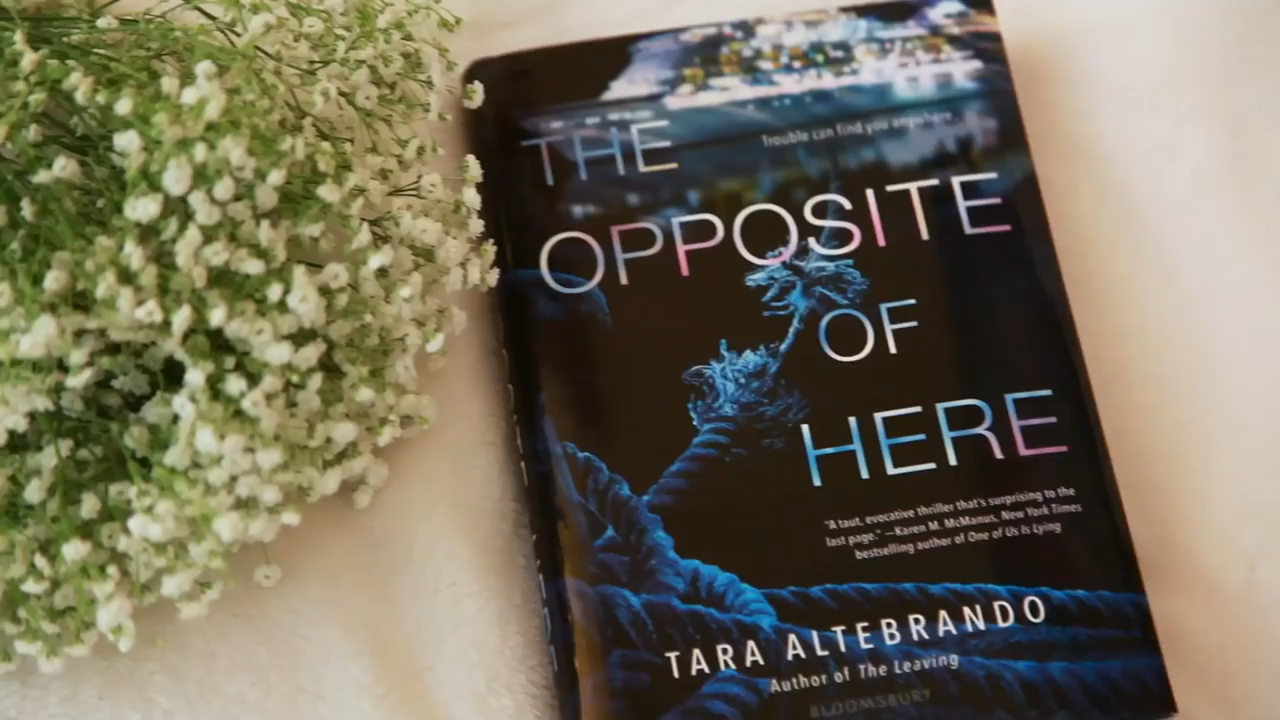 THE
Trouble can find you anywhere.
OPPOSITE
OF
HERE
"A taut, evocative thriller that's surprising to the
last page." —Karen M. McManus, New York Times
bestselling author of One of Us Is Lying
TARA ALTEBRANDO
Author of The Leaving
BLOOMSBURY